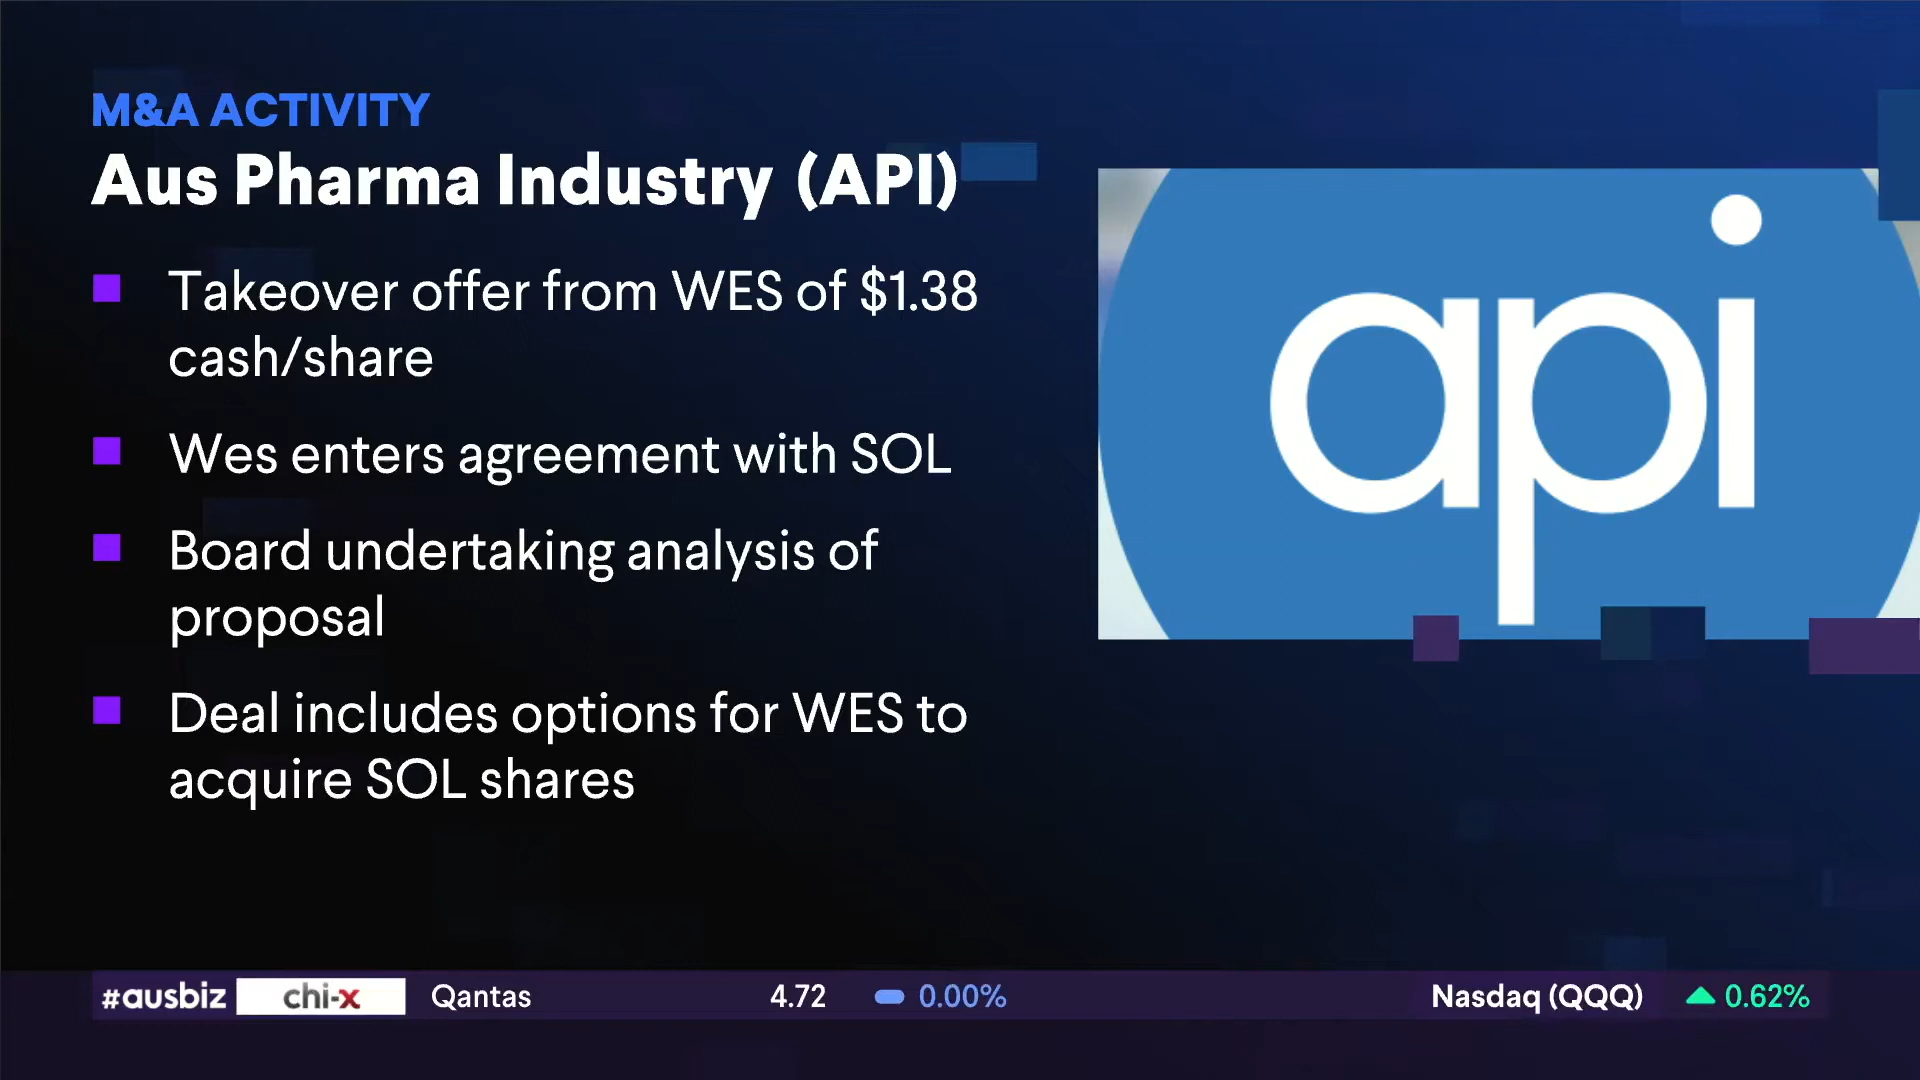 M&A ACTIVITY
Aus Pharma Industry (API)
Takeover offer from WES of $1.38
cash/share
Wes enters agreement with SOL
Board undertaking analysis of
proposal
Deal includes options for WES to
acquire SOL shares
api
#ausbiz chi-x Qantas 4.72 0.00% Nasdaq (QQQ) 0.62%